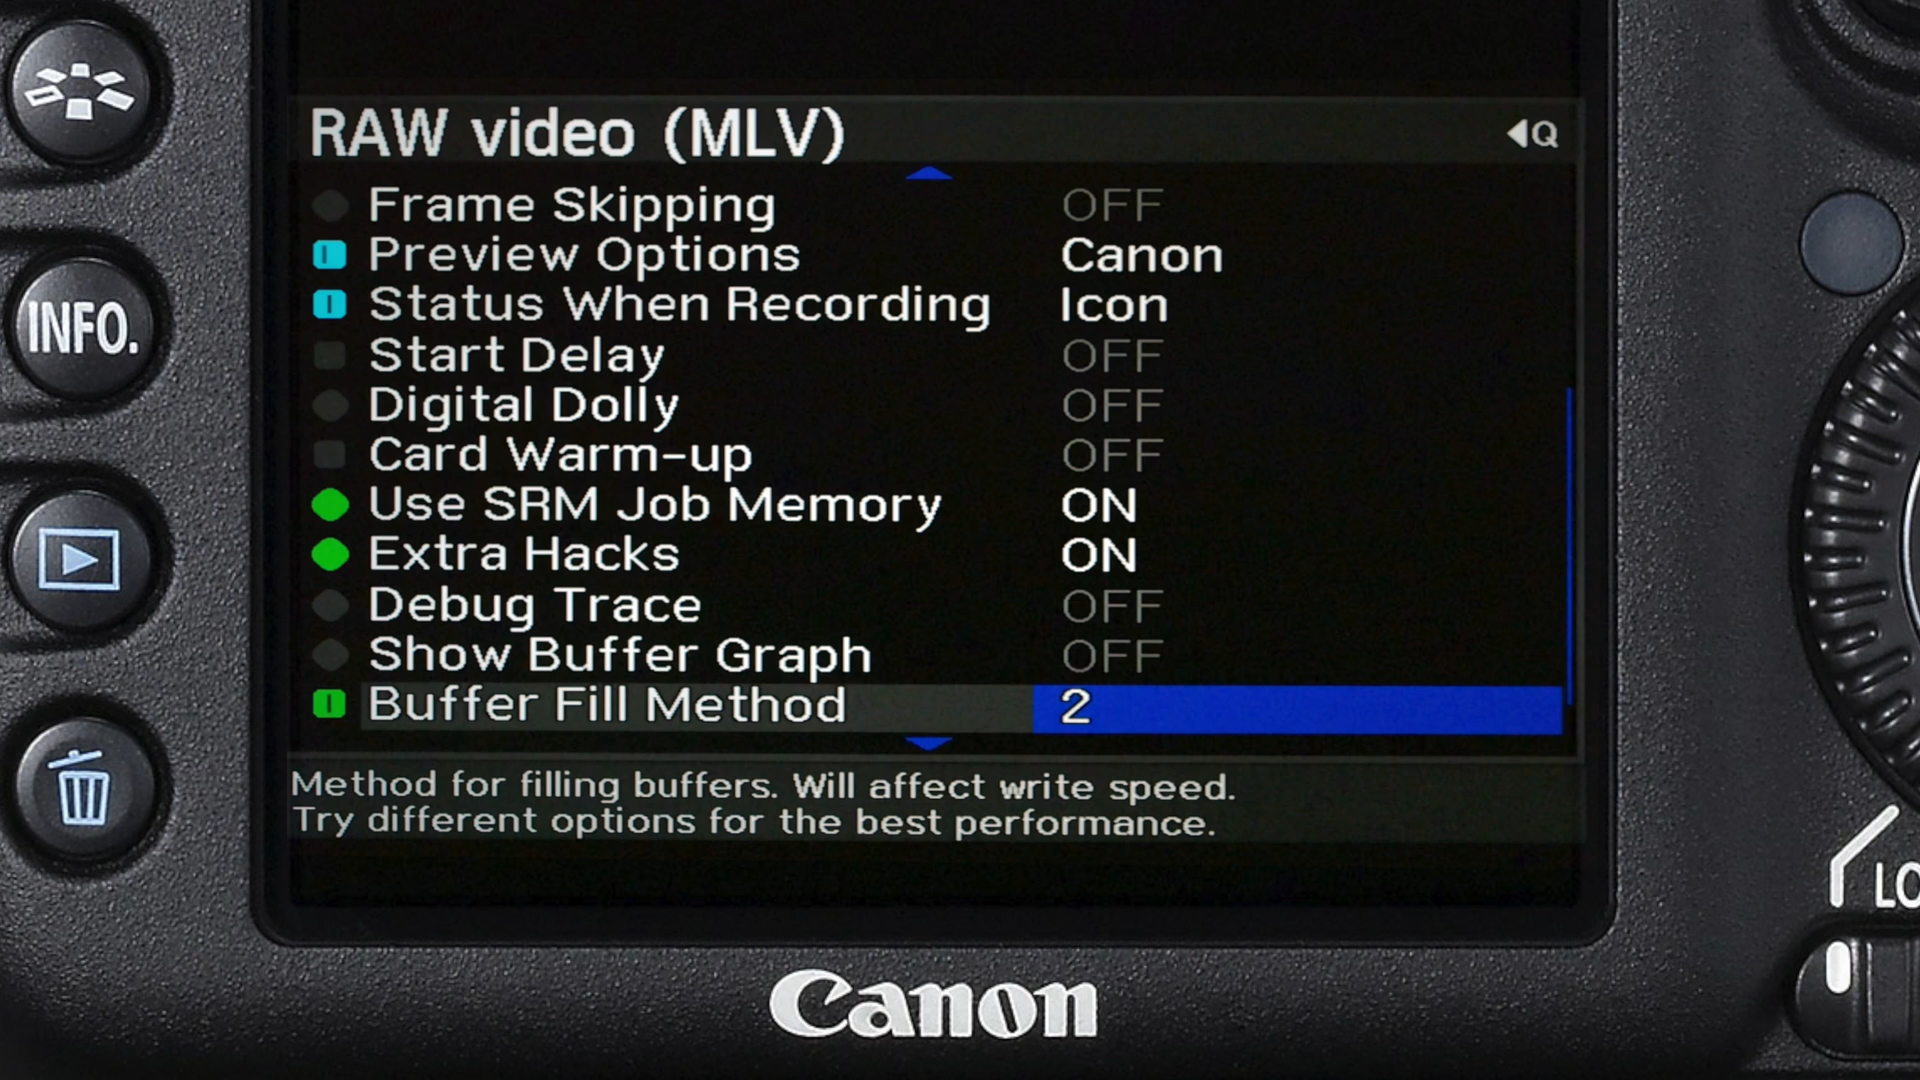 RAW video (MLV)
Q
Frame Skipping OFF
Preview Options Canon
Status When Recording Icon
Start Delay OFF
Digital Dolly OFF
Card Warm-up OFF
Use SRM Job Memory ON
Extra Hacks ON
Debug Trace OFF
Show Buffer Graph OFF
Buffer Fill Method 2
Method for filling buffers. Will affect write speed.
Try different options for the best performance.
INFO.
LO
Canon